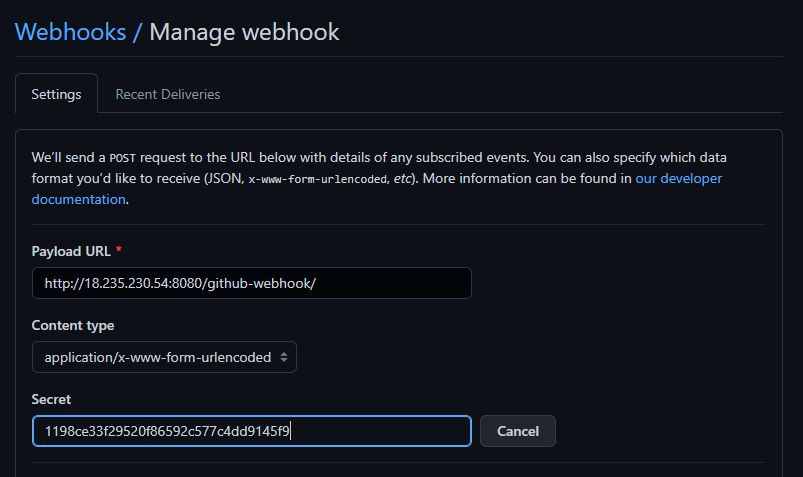 Webhooks / Manage webhook
Settings
Recent Deliveries
We'll send a POST request to the URL below with details of any subscribed events. You can also specify which data
format you'd like to receive (JSON, x-www-form-urlencoded, etc). More information can be found in our developer
documentation.
Payload URL *
http://18.235.230.54:8080/github-webhook/
Content type
application/x-www-form-urlencoded
Secret
1198ce33f29520f86592c577c4dd9145f9
Cancel